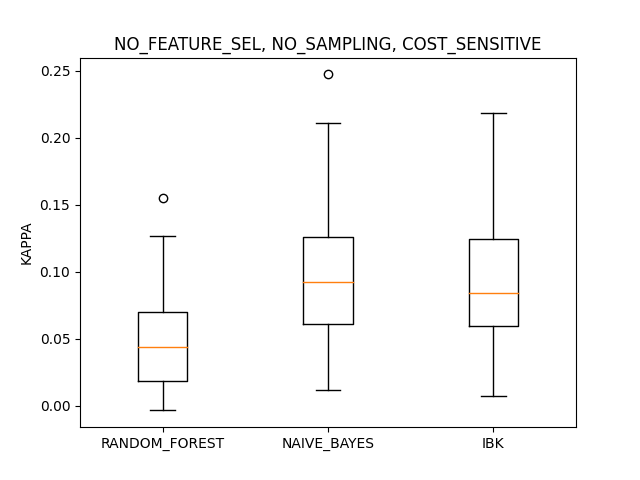 NO_FEATURE_SEL, NO_SAMPLING, COST_SENSITIVE
KAPPA
0.25
0.20
0.15
0.10
0.05
0.00
RANDOM_FOREST NAIVE_BAYES IBK